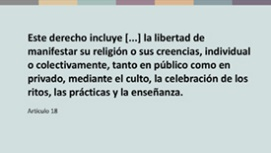 Este derecho incluye [...] la libertad de
manifestar su religión o sus creencias, individual
o colectivamente, tanto en público como en
privado, mediante el culto, la celebración de los
ritos, las prácticas y la enseñanza.
Artículo 18